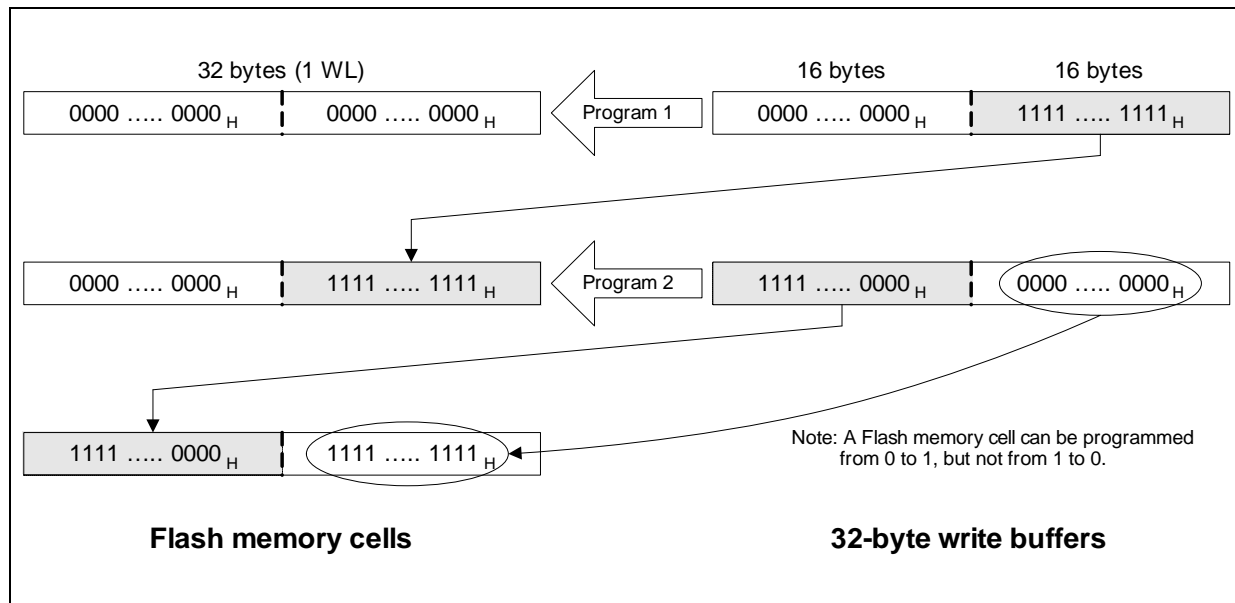 32 bytes (1 WL) 16 bytes 16 bytes
0000 ….. 0000 H 0000 ….. 0000 H Program 1 0000 ….. 0000 H 1111 ….. 1111 H
0000 ….. 0000 H 1111 ….. 1111 H Program 2 1111 ….. 0000 H 0000 ….. 0000 H
1111 ….. 0000 H 1111 ….. 1111 H
Note: A Flash memory cell can be programmed
from 0 to 1, but not from 1 to 0.
Flash memory cells 32-byte write buffers